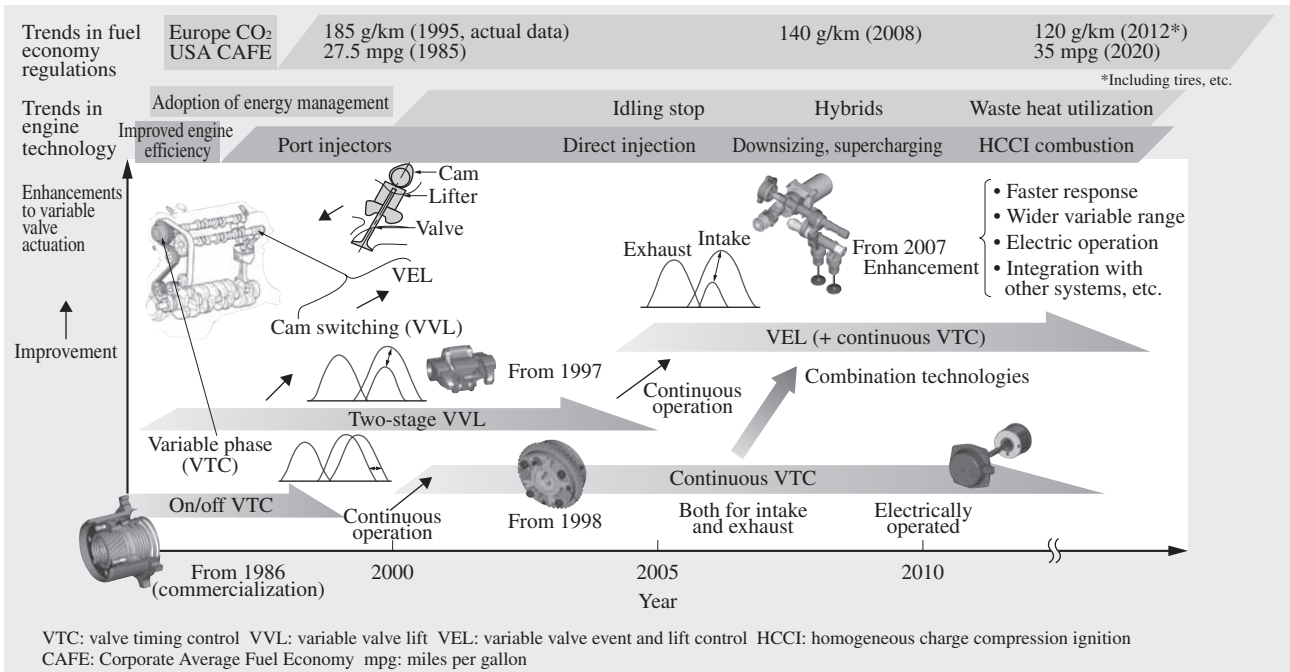 Trends in fuel
economy
regulations
Europe CO₂
USA CAFE
185 g/km (1995, actual data)
27.5 mpg (1985)
140 g/km (2008)
120 g/km (2012*)
35 mpg (2020)
*Including tires, etc.
Trends in
engine
technology
Adoption of energy management
Idling stop
Hybrids
Waste heat utilization
Improved engine
efficiency
Port injectors
Direct injection
Downsizing, supercharging
HCCI combustion
Enhancements
to variable
valve
actuation
Improvement
Cam
Lifter
Valve
VEL
Cam switching (VVL)
Exhaust
Intake
From 2007
Enhancement
• Faster response
• Wider variable range
• Electric operation
• Integration with
other systems, etc.
VEL (+ continuous VTC)
From 1997
Continuous
operation
Combination technologies
Two-stage VVL
Variable phase
(VTC)
Continuous VTC
On/off VTC
Continuous
operation
From 1998
Both for intake
and exhaust
Electrically
operated
From 1986
(commercialization)
2000
2005
2010
Year
VTC: valve timing control VVL: variable valve lift VEL: variable valve event and lift control HCCI: homogeneous charge compression ignition
CAFE: Corporate Average Fuel Economy mpg: miles per gallon